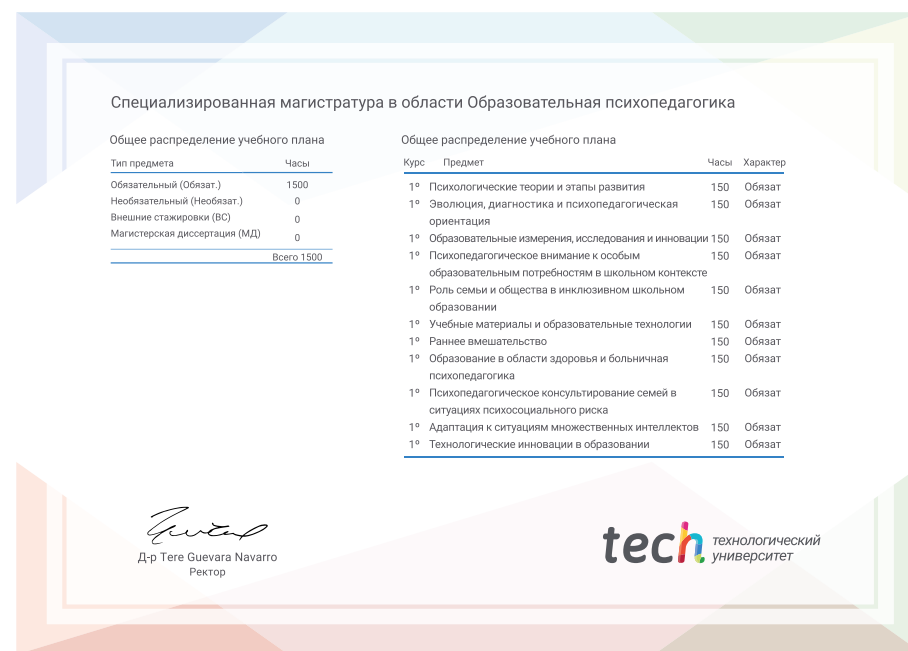 Специализированная магистратура в области Образовательная психопедагогика
Общее распределение учебного плана
Тип предмета Часы
Обязательный (Обязат.) 1500
Необязательный (Необязат.) 0
Внешние стажировки (ВС) 0
Магистерская диссертация (МД) 0
Всего 1500
Общее распределение учебного плана
Курс Предмет Часы Характер
1º Психологические теории и этапы развития 150 Обязат
1º Эволюция, диагностика и психопедагогическая 150 Обязат
ориентация
1º Образовательные измерения, исследования и инновации 150 Обязат
1º Психопедагогическое внимание к особым 150 Обязат
образовательным потребностям в школьном контексте
1º Роль семьи и общества в инклюзивном школьном 150 Обязат
образовании
1º Учебные материалы и образовательные технологии 150 Обязат
1º Раннее вмешательство 150 Обязат
1º Образование в области здоровья и больничная 150 Обязат
психопедагогика
1º Психопедагогическое консультирование семей в 150 Обязат
ситуациях психосоциального риска
1º Адаптация к ситуациям множественных интеллектов 150 Обязат
1º Технологические инновации в образовании 150 Обязат
Д-р Tere Guevara Navarro
Ректор
tech технологический
университет